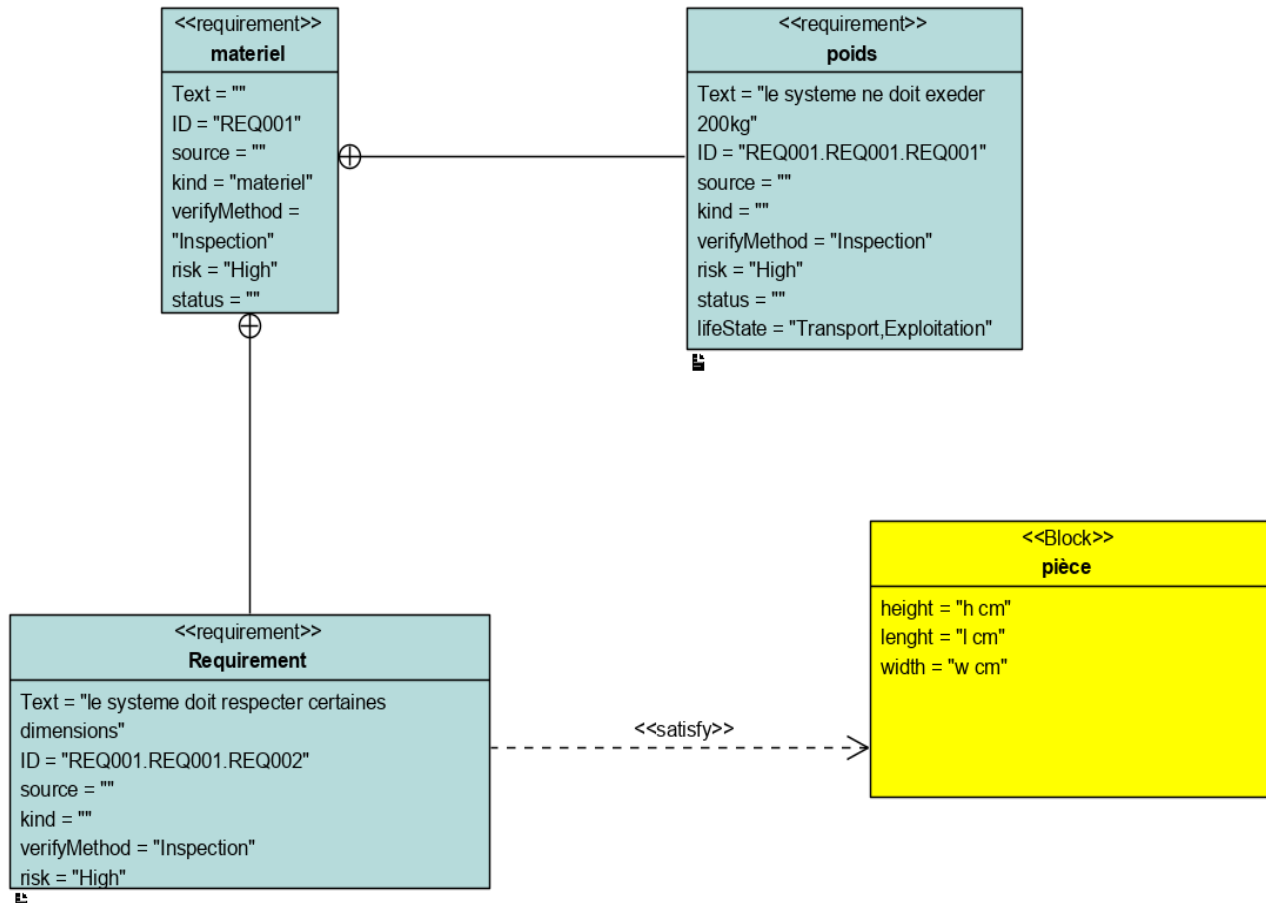 <<requirement>>
materiel
Text = ""
ID = "REQ001"
source = ""
kind = "materiel"
verifyMethod =
"Inspection"
risk = "High"
status = ""
<<requirement>>
poids
Text = "le systeme ne doit exeder
200kg"
ID = "REQ001.REQ001.REQ001"
source = ""
kind = ""
verifyMethod = "Inspection"
risk = "High"
status = ""
lifeState = "Transport,Exploitation"
<<Block>>
pièce
height = "h cm"
lenght = "l cm"
width = "w cm"
<<requirement>>
Requirement
Text = "le systeme doit respecter certaines
dimensions"
ID = "REQ001.REQ001.REQ002"
source = ""
kind = ""
verifyMethod = "Inspection"
risk = "High"
<<satisfy>>